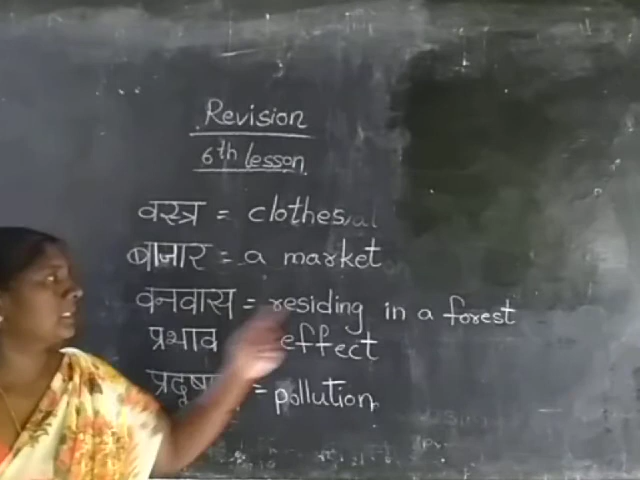 Revision
6th lesson
वस्त्र = clothes
बाजार = a market
वनवास = residing in a forest
प्रभाव effect
= pollution